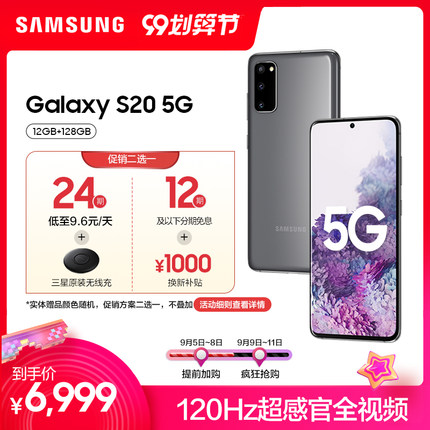 SAMSUNG
99划算节
Galaxy S20 5G
12GB+128GB
促销二选一
24期
低至9.6元/天
+
三星原装无线充
12期
及以下分期免息
+
¥1000
换新补贴
*实体赠品颜色随机，促销方案二选一，不叠加
活动细则查看详情
SAMSUNG
5G
9月5日~8日
提前加购
9月9日~11日
疯狂抢购
到手价
¥6,999
120Hz超感官全视频